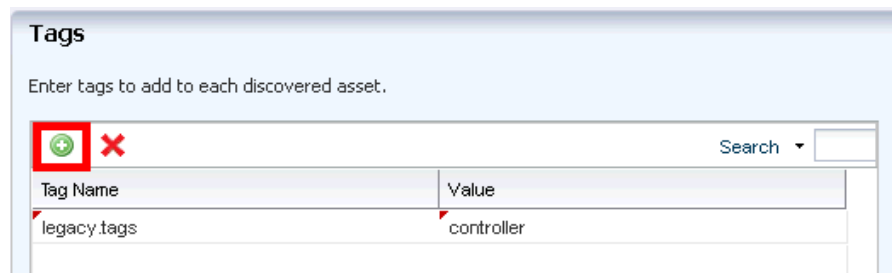 Tags
Enter tags to add to each discovered asset.
Search
Tag Name Value
legacy.tags controller